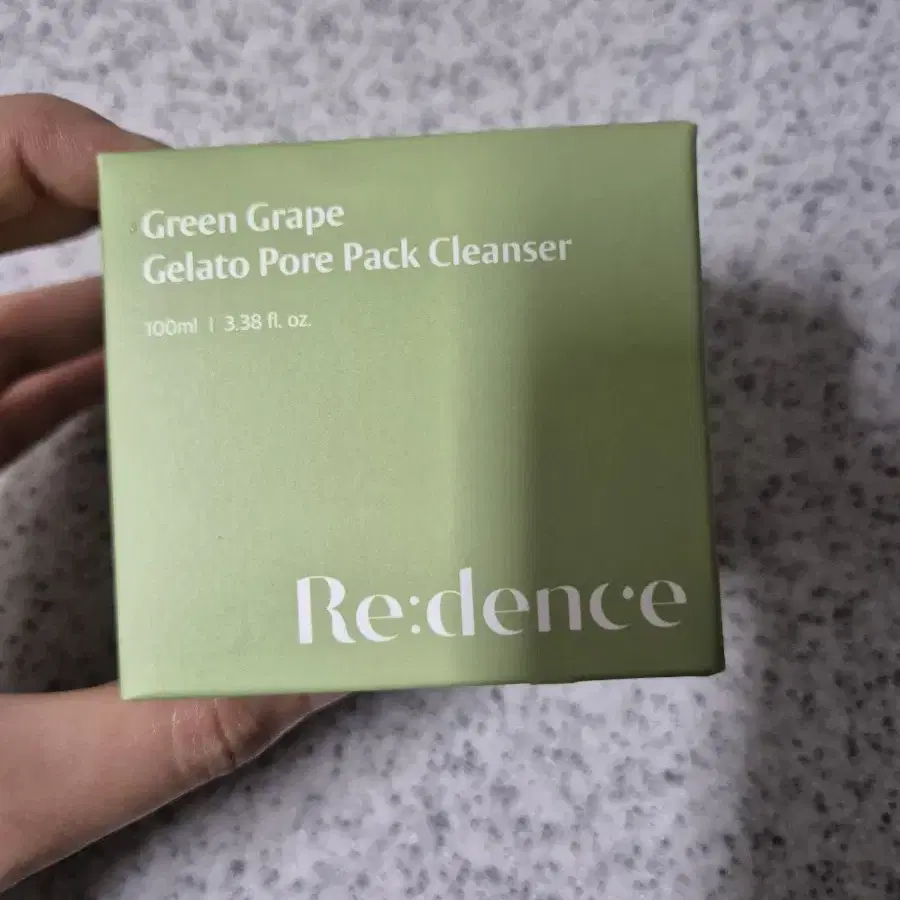 Green Grape
Gelato Pore Pack Cleanser
100ml | 3.38 fl. oz.
Re:dence